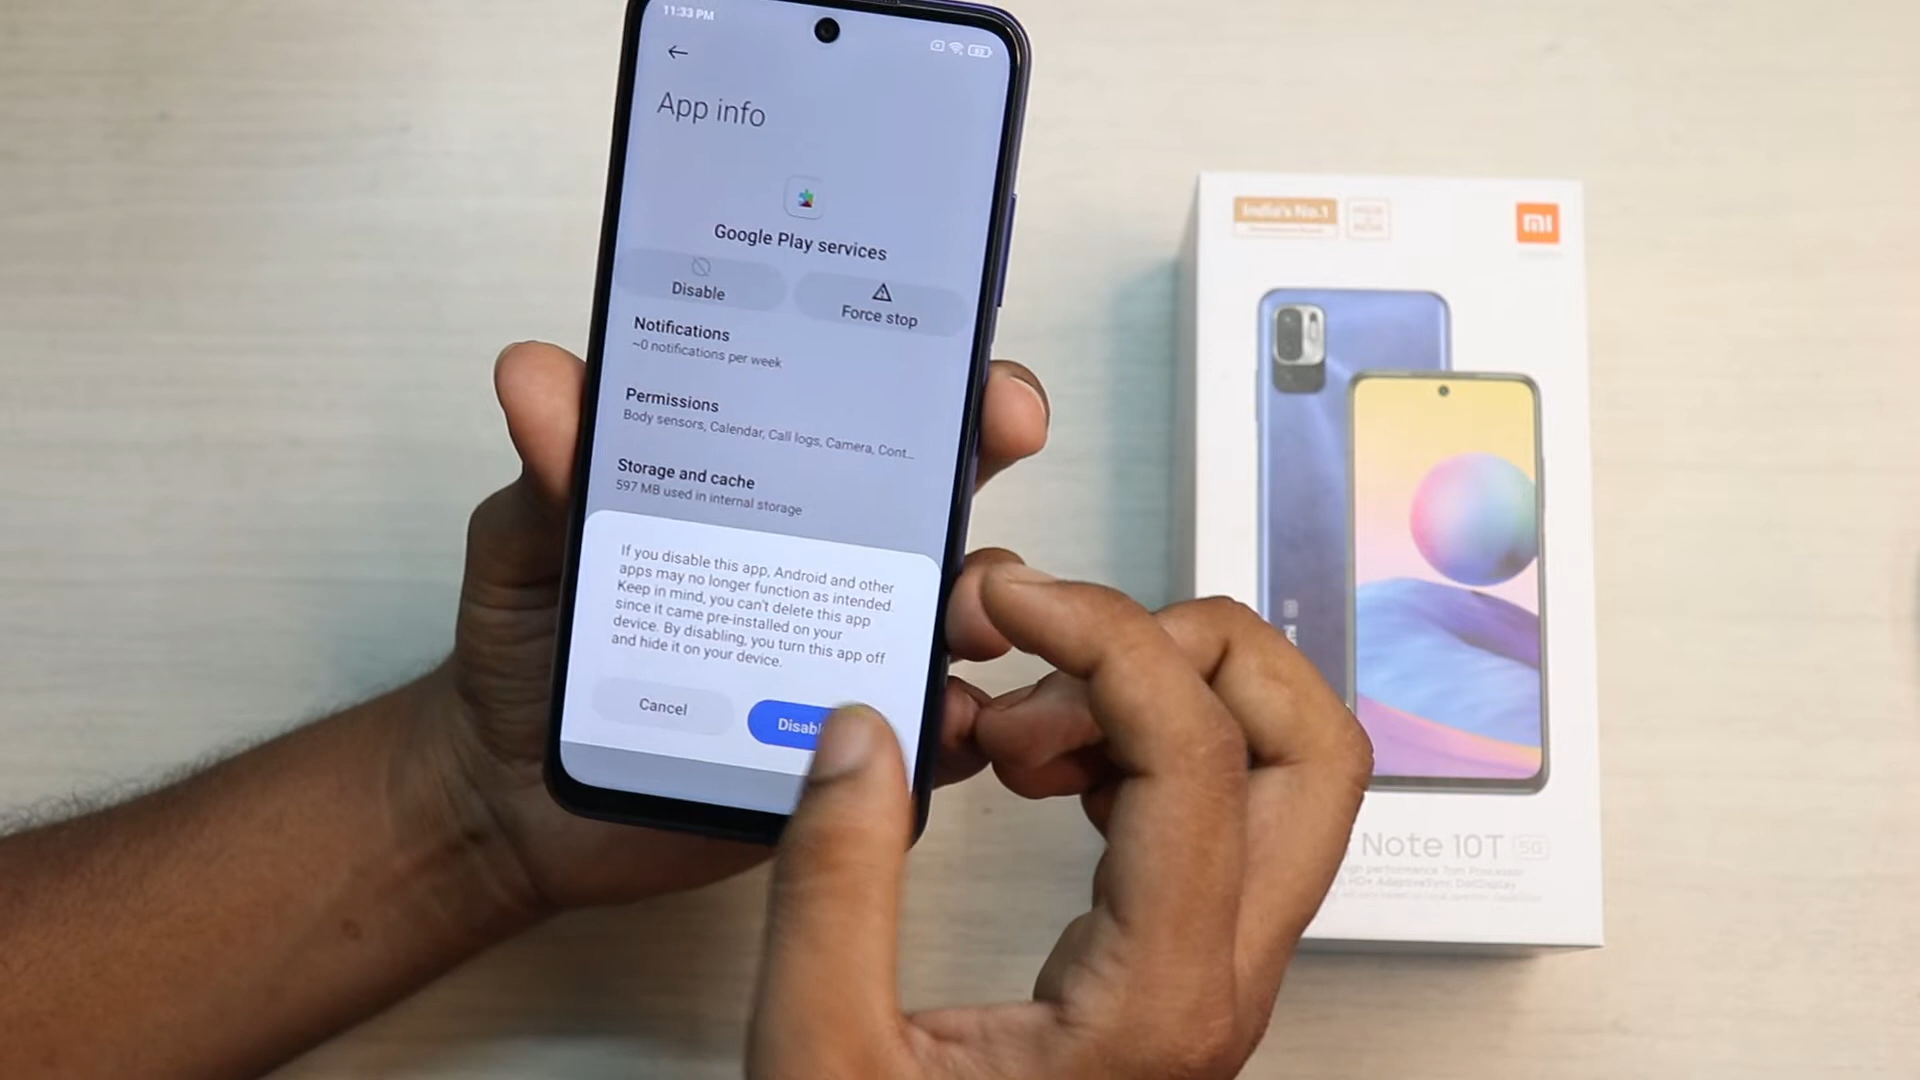 11:33 PM
App info
Google Play services
Disable
Force stop
Notifications
~0 notifications per week
Permissions
Body sensors, Calendar, Call logs, Camera, Cont...
Storage and cache
597 MB used in internal storage
If you disable this app, Android and other
apps may no longer function as intended.
Keep in mind, you can't delete this app
since it came pre-installed on your
device. By disabling, you turn this app off
and hide it on your device.
Cancel
Disabl
India's No.1
mi
Note 10T 5G